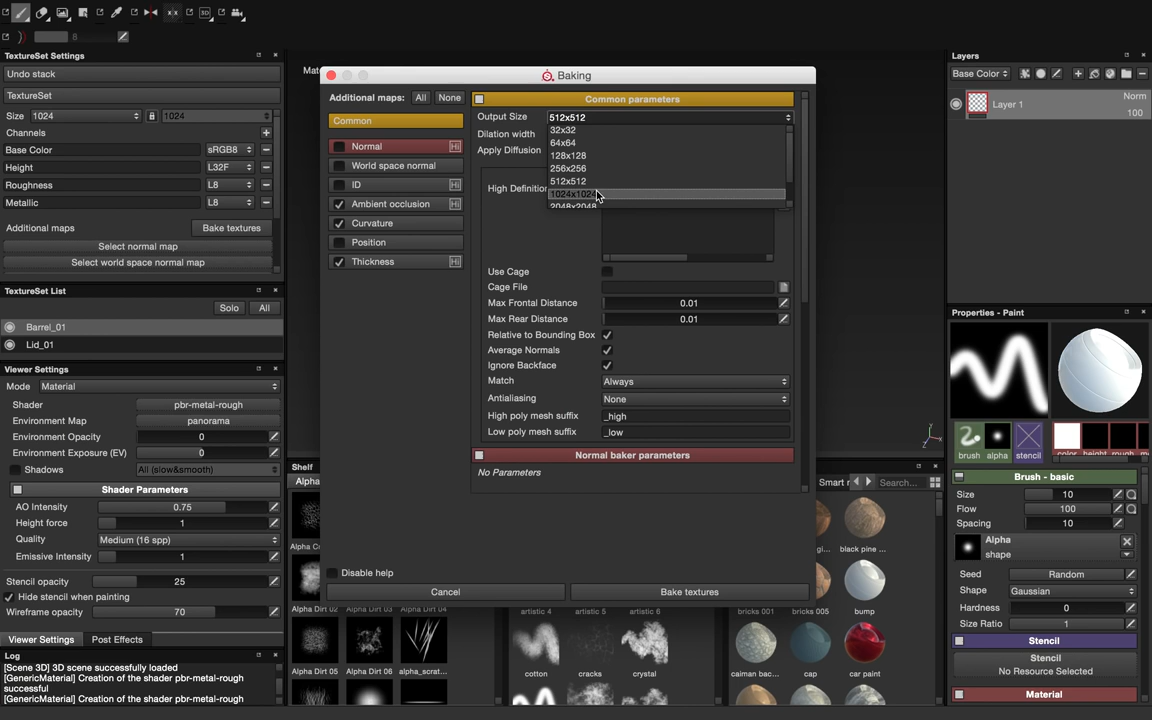 8
TextureSet Settings
Undo stack
TextureSet
Size 1024 1024
Channels
Base Color sRGB8
Height L32F
Roughness L8
Metallic L8
Additional maps Bake textures
Select normal map
Select world space normal map
TextureSet List
Solo All
Barrel_01
Lid_01
Viewer Settings
Mode Material
Shader pbr-metal-rough
Environment Map panorama
Environment Opacity 0
Environment Exposure (EV) 0
Shadows All (slow&smooth)
Shader Parameters
AO Intensity 0.75
Height force 1
Quality Medium (16 spp)
Emissive Intensity 1
Stencil opacity 25
Hide stencil when painting
Wireframe opacity 70
Viewer Settings Post Effects
Log
[Scene 3D] 3D scene successfully loaded
[GenericMaterial] Creation of the shader pbr-metal-rough
successful
[GenericMaterial] Creation of the shader pbr-metal-rough
Baking
Additional maps: All None
Common
Normal Hi
World space normal
ID Hi
Ambient occlusion Hi
Curvature
Position
Thickness Hi
Common parameters
Output Size 512x512
Dilation width
Apply Diffusion
32x32
64x64
128x128
256x256
512x512
1024x1024
2048x2048
High Definition
Use Cage
Cage File
Max Frontal Distance 0.01
Max Rear Distance 0.01
Relative to Bounding Box
Average Normals
Ignore Backface
Match Always
Antialiasing None
High poly mesh suffix _high
Low poly mesh suffix _low
Normal baker parameters
No Parameters
Disable help
Cancel Bake textures
Shelf
Alpha
Smart
Search...
black pine ...
Alpha Dirt 02 Alpha Dirt 03 Alpha Dirt 04
artistic 4 artistic 5 artistic 6
bricks 001 bricks 005 bump
Alpha Dirt 05 Alpha Dirt 06 alpha_scrat...
cotton cracks crystal
caiman bac... cap car paint
Layers
Base Color
Layer 1 Norm
100
Properties - Paint
brush alpha stencil color height rough
Brush - basic
Size 10
Flow 100
Spacing 10
Alpha
shape
Seed Random
Shape Gaussian
Hardness 0
Size Ratio 1
Stencil
Stencil
No Resource Selected
Material